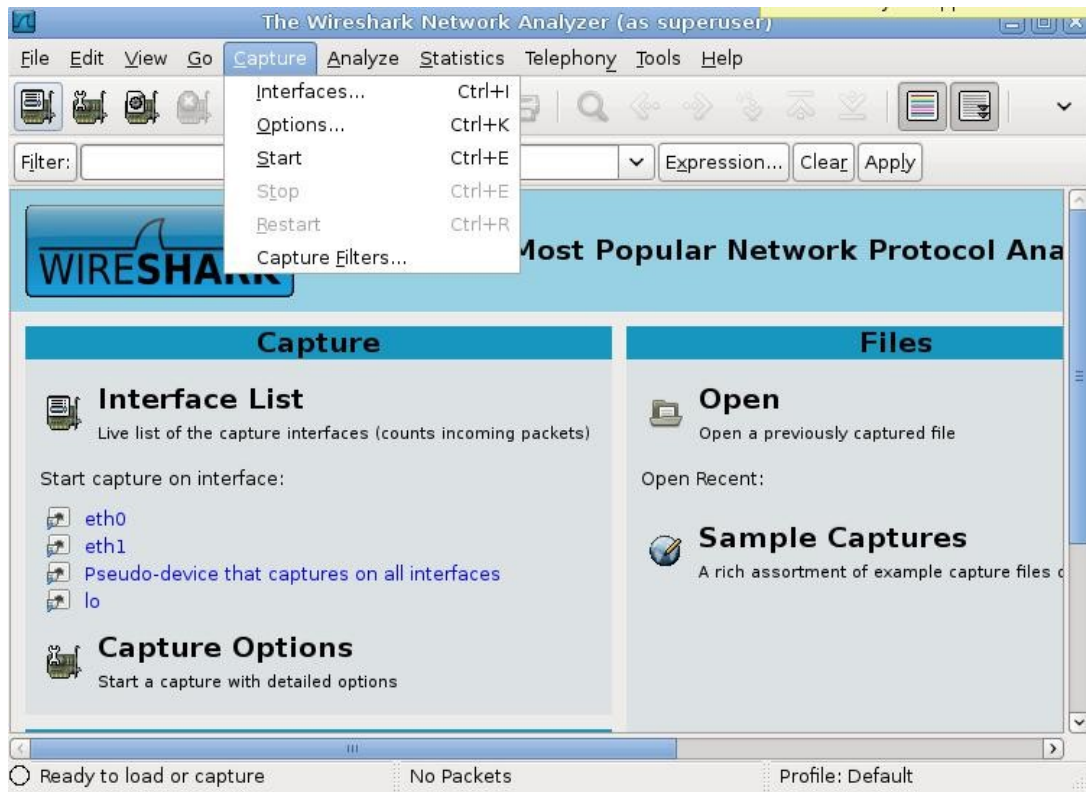 The Wireshark Network Analyzer (as superuser)
File Edit View Go Capture Analyze Statistics Telephony Tools Help
Interfaces... Ctrl+I
Options... Ctrl+K
Start Ctrl+E
Stop Ctrl+E
Restart Ctrl+R
Capture Filters...
Filter: Expression... Clear Apply
WIRESHARK
Most Popular Network Protocol Ana
Capture
Interface List
Live list of the capture interfaces (counts incoming packets)
Start capture on interface:
eth0
eth1
Pseudo-device that captures on all interfaces
lo
Capture Options
Start a capture with detailed options
Files
Open
Open a previously captured file
Open Recent:
Sample Captures
A rich assortment of example capture files
Ready to load or capture No Packets Profile: Default